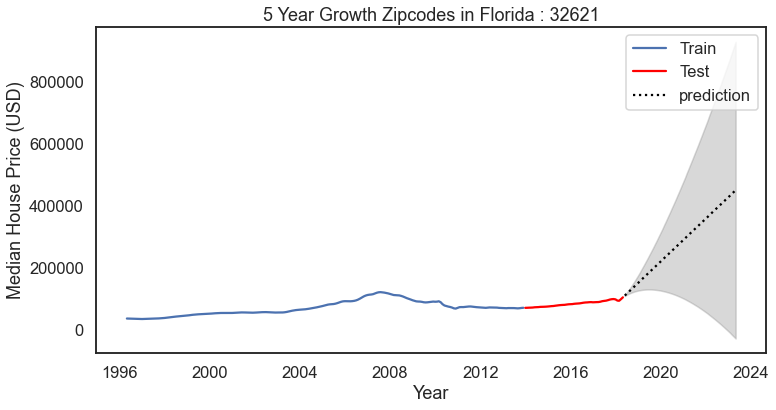 5 Year Growth Zipcodes in Florida : 32621
Train
Test
prediction
Median House Price (USD)
800000
600000
400000
200000
0
1996 2000 2004 2008 2012 2016 2020 2024
Year